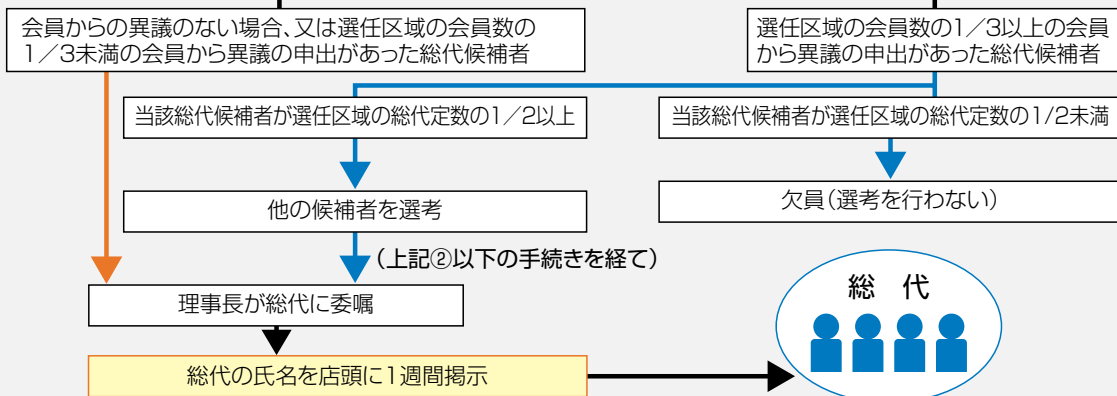 会員からの異議のない場合、又は選任区域の会員数の
1／3未満の会員から異議の申出があった総代候補者
選任区域の会員数の1／3以上の会員
から異議の申出があった総代候補者
当該総代候補者が選任区域の総代定数の1／2以上
当該総代候補者が選任区域の総代定数の1/2未満
他の候補者を選考
欠員（選考を行わない）
（上記②以下の手続きを経て）
理事長が総代に委嘱
総　代
総代の氏名を店頭に1週間掲示